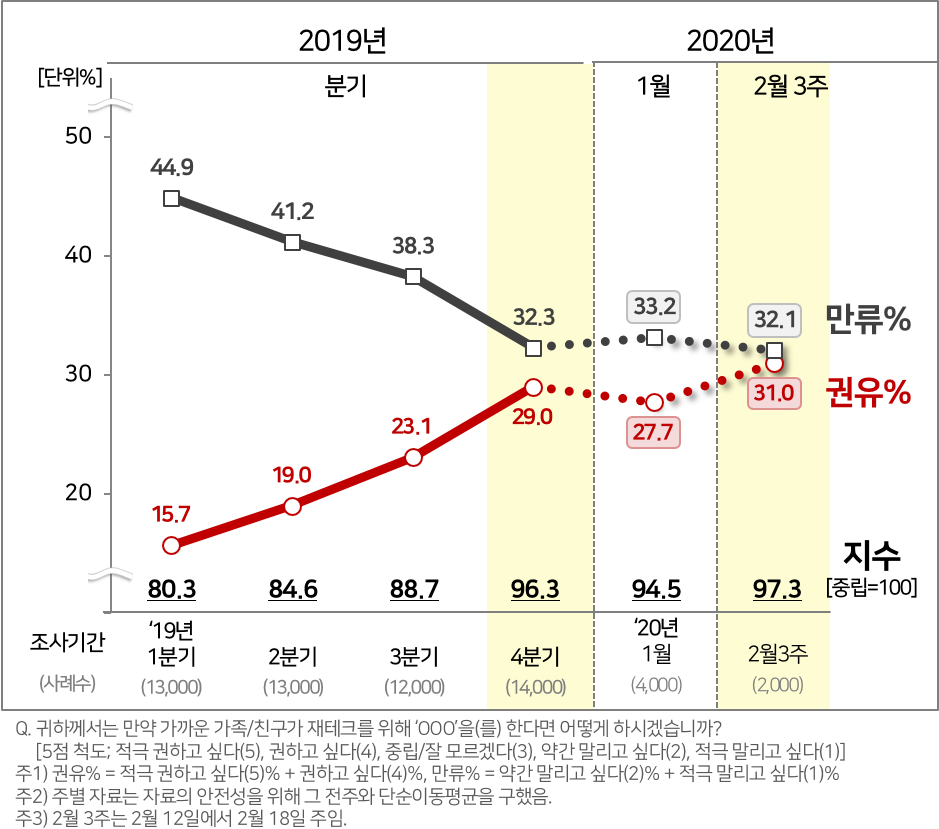 2019년 2020년
[단위%] 분기 1월 2월 3주
50
44.9
41.2
40
38.3
32.3 33.2 32.1 만류%
30
29.0 27.7 31.0 권유%
23.1
19.0
20
15.7
지수
80.3 84.6 88.7 96.3 94.5 97.3 [중립=100]
조사기간 ‘19년 1분기 2분기 3분기 4분기 ‘20년 1월 2월3주
(사례수) (13,000) (13,000) (12,000) (14,000) (4,000) (2,000)
Q. 귀하께서는 만약 가까운 가족/친구가 재테크를 위해 ‘OOO’을(를) 한다면 어떻게 하시겠습니까?
[5점 척도; 적극 권하고 싶다(5), 권하고 싶다(4), 중립/잘 모르겠다(3), 약간 말리고 싶다(2), 적극 말리고 싶다(1)]
주1) 권유% = 적극 권하고 싶다(5)% + 권하고 싶다(4)%, 만류% = 약간 말리고 싶다(2)% + 적극 말리고 싶다(1)%
주2) 주별 자료는 자료의 안전성을 위해 그 전주와 단순이동평균을 구했음.
주3) 2월 3주는 2월 12일에서 2월 18일 주임.